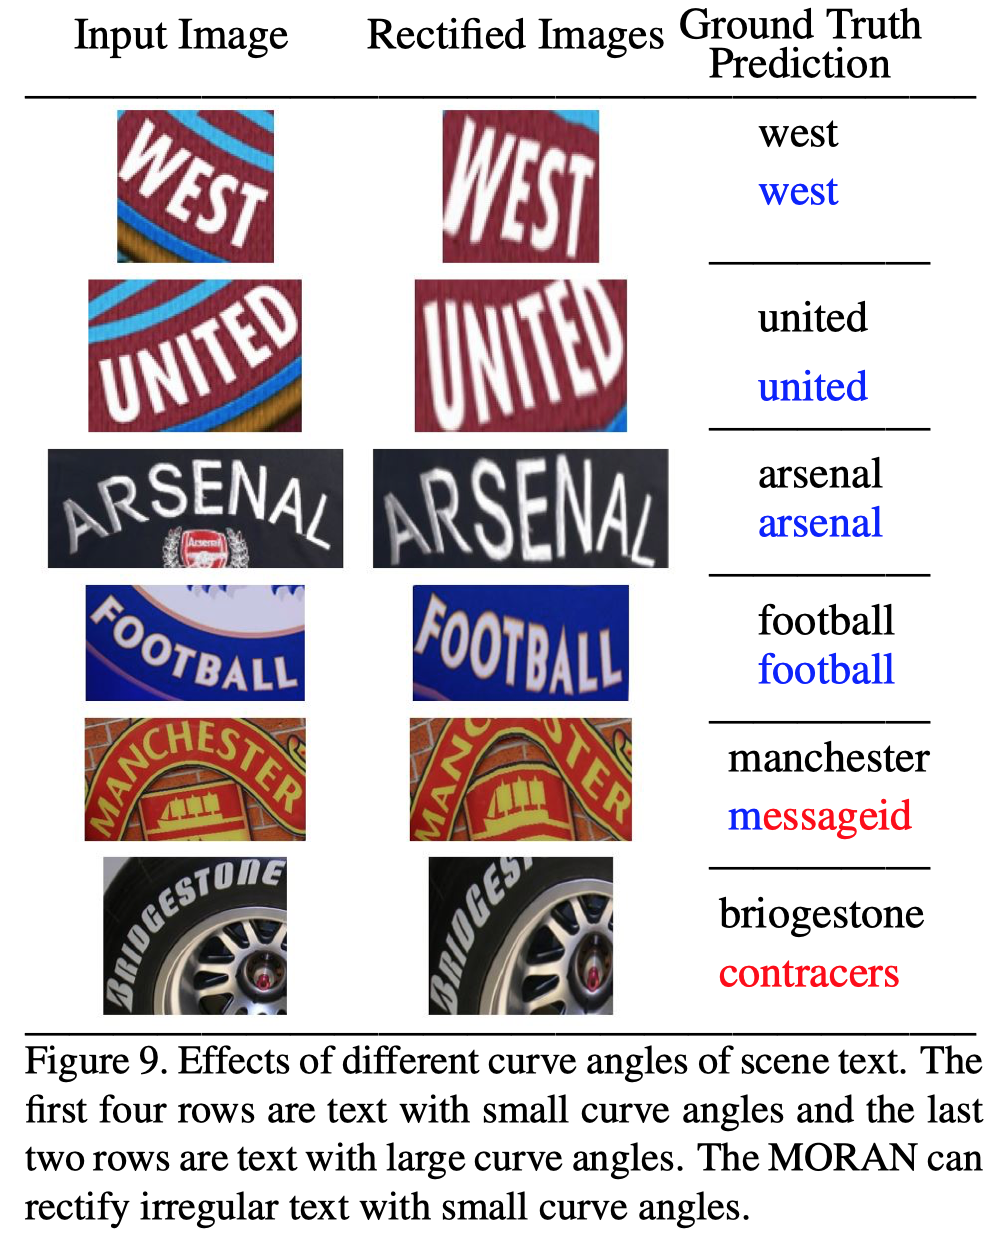 Input Image Rectified Images Ground Truth
Prediction
WEST WEST west
west
UNITED UNITED united
united
ARSENAL ARSENAL arsenal
Arsenal arsenal
FOOTBALL FOOTBALL football
football
MANCHESTER MANC STER manchester
messageid
BRIDGESTONE BRIDGEST briogestone
contracers
Figure 9. Effects of different curve angles of scene text. The
first four rows are text with small curve angles and the last
two rows are text with large curve angles. The MORAN can
rectify irregular text with small curve angles.